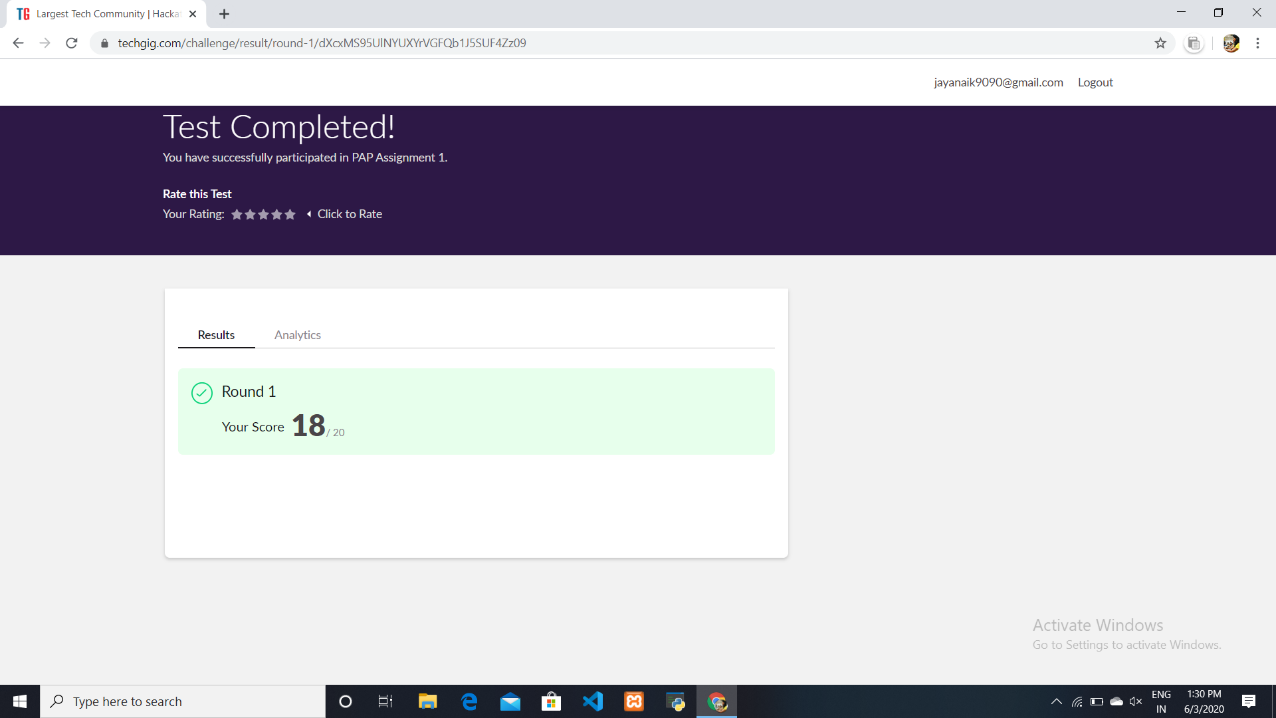 TG Largest Tech Community | Hacka
techgig.com/challenge/result/round-1/dXcxMS95UlNYUXYrVGFQb1J5SUF4Zz09
jayanaik9090@gmail.com Logout
Test Completed!
You have successfully participated in PAP Assignment 1.
Rate this Test
Your Rating: Click to Rate
Results Analytics
Round 1
Your Score 18 / 20
Activate Windows
Go to Settings to activate Windows.
Type here to search
ENG 1:30 PM
IN 6/3/2020